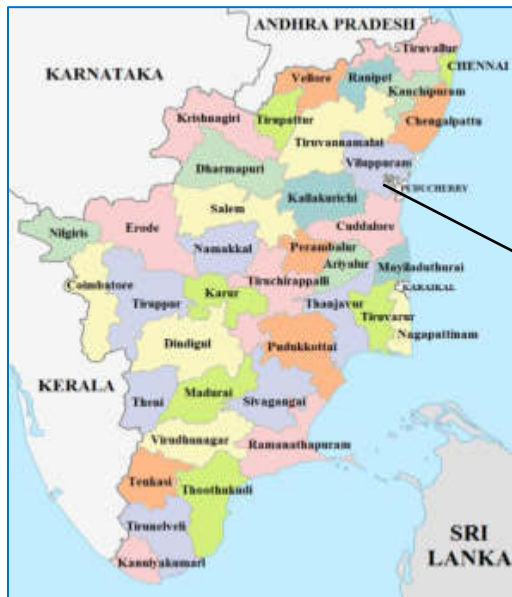 ANDHRA PRADESH
Tiruvallur
KARNATAKA
CHENNAI
Vellore
Ranipet
Kanchipuram
Krishnagiri
Tirupattur
Chengalpattu
Tiruvannamalai
Viluppuram
Dharmapuri
PUDUCHERRY
Kallakurichi
Salem
Cuddalore
Nilgiris
Erode
Namakkal
Perambalur
Ariyalur
Mayiladuthurai
Coimbatore
Tiruchirappalli
KARAIKAL
Tiruppur
Karur
Thanjavur
Tiruvarur
Nagapattinam
Dindigul
Pudukkottai
KERALA
Madurai
Theni
Sivagangai
Virudhunagar
Ramanathapuram
Tenkasi
Thoothukudi
Tirunelveli
SRI
LANKA
Kanniyakumari